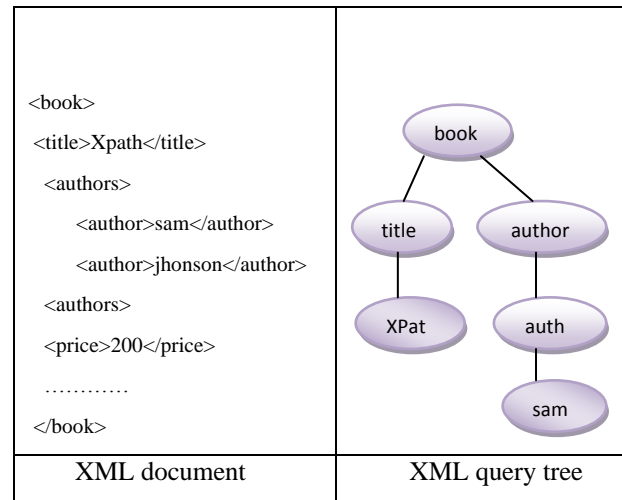 <book>
<title>Xpath</title>
<authors>
<author>sam</author>
<author>jhonson</author>
<authors>
<price>200</price>
…………
</book>
book
title author
XPat auth
sam
XML document XML query tree